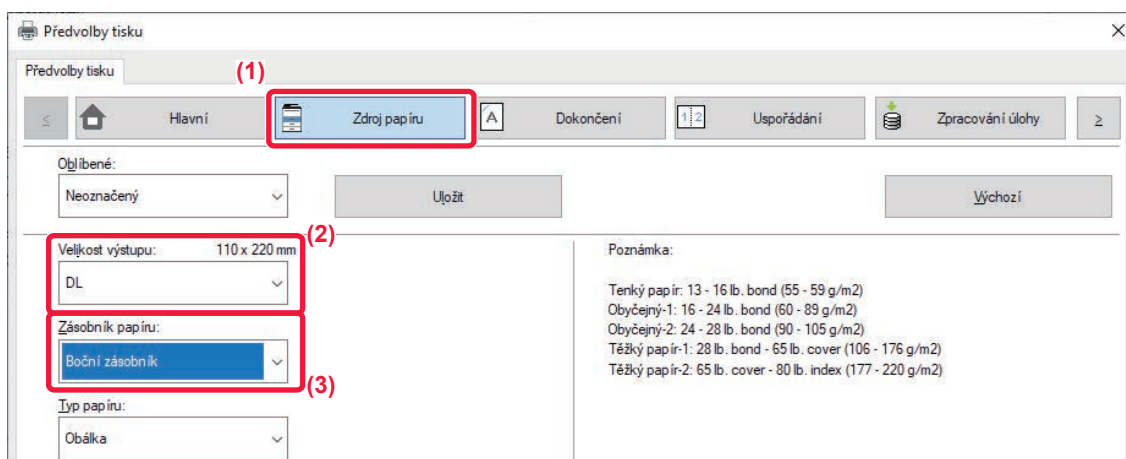 Předvolby tisku
Předvolby tisku
(1)
< Hlavní Zdroj papíru A Dokončení 1 2 Uspořádání Zpracování úlohy >
Oblíbené:
Neoznačený Uložit Výchozí
(2)
Velikost výstupu: 110 x 220 mm
DL
Zásobník papíru:
Boční zásobník
(3)
Typ papíru:
Obálka
Poznámka:
Tenký papír: 13 - 16 lb. bond (55 - 59 g/m2)
Obyčejný-1: 16 - 24 lb. bond (60 - 89 g/m2)
Obyčejný-2: 24 - 28 lb. bond (90 - 105 g/m2)
Těžký papír-1: 28 lb. bond - 65 lb. cover (106 - 176 g/m2)
Těžký papír-2: 65 lb. cover - 80 lb. index (177 - 220 g/m2)